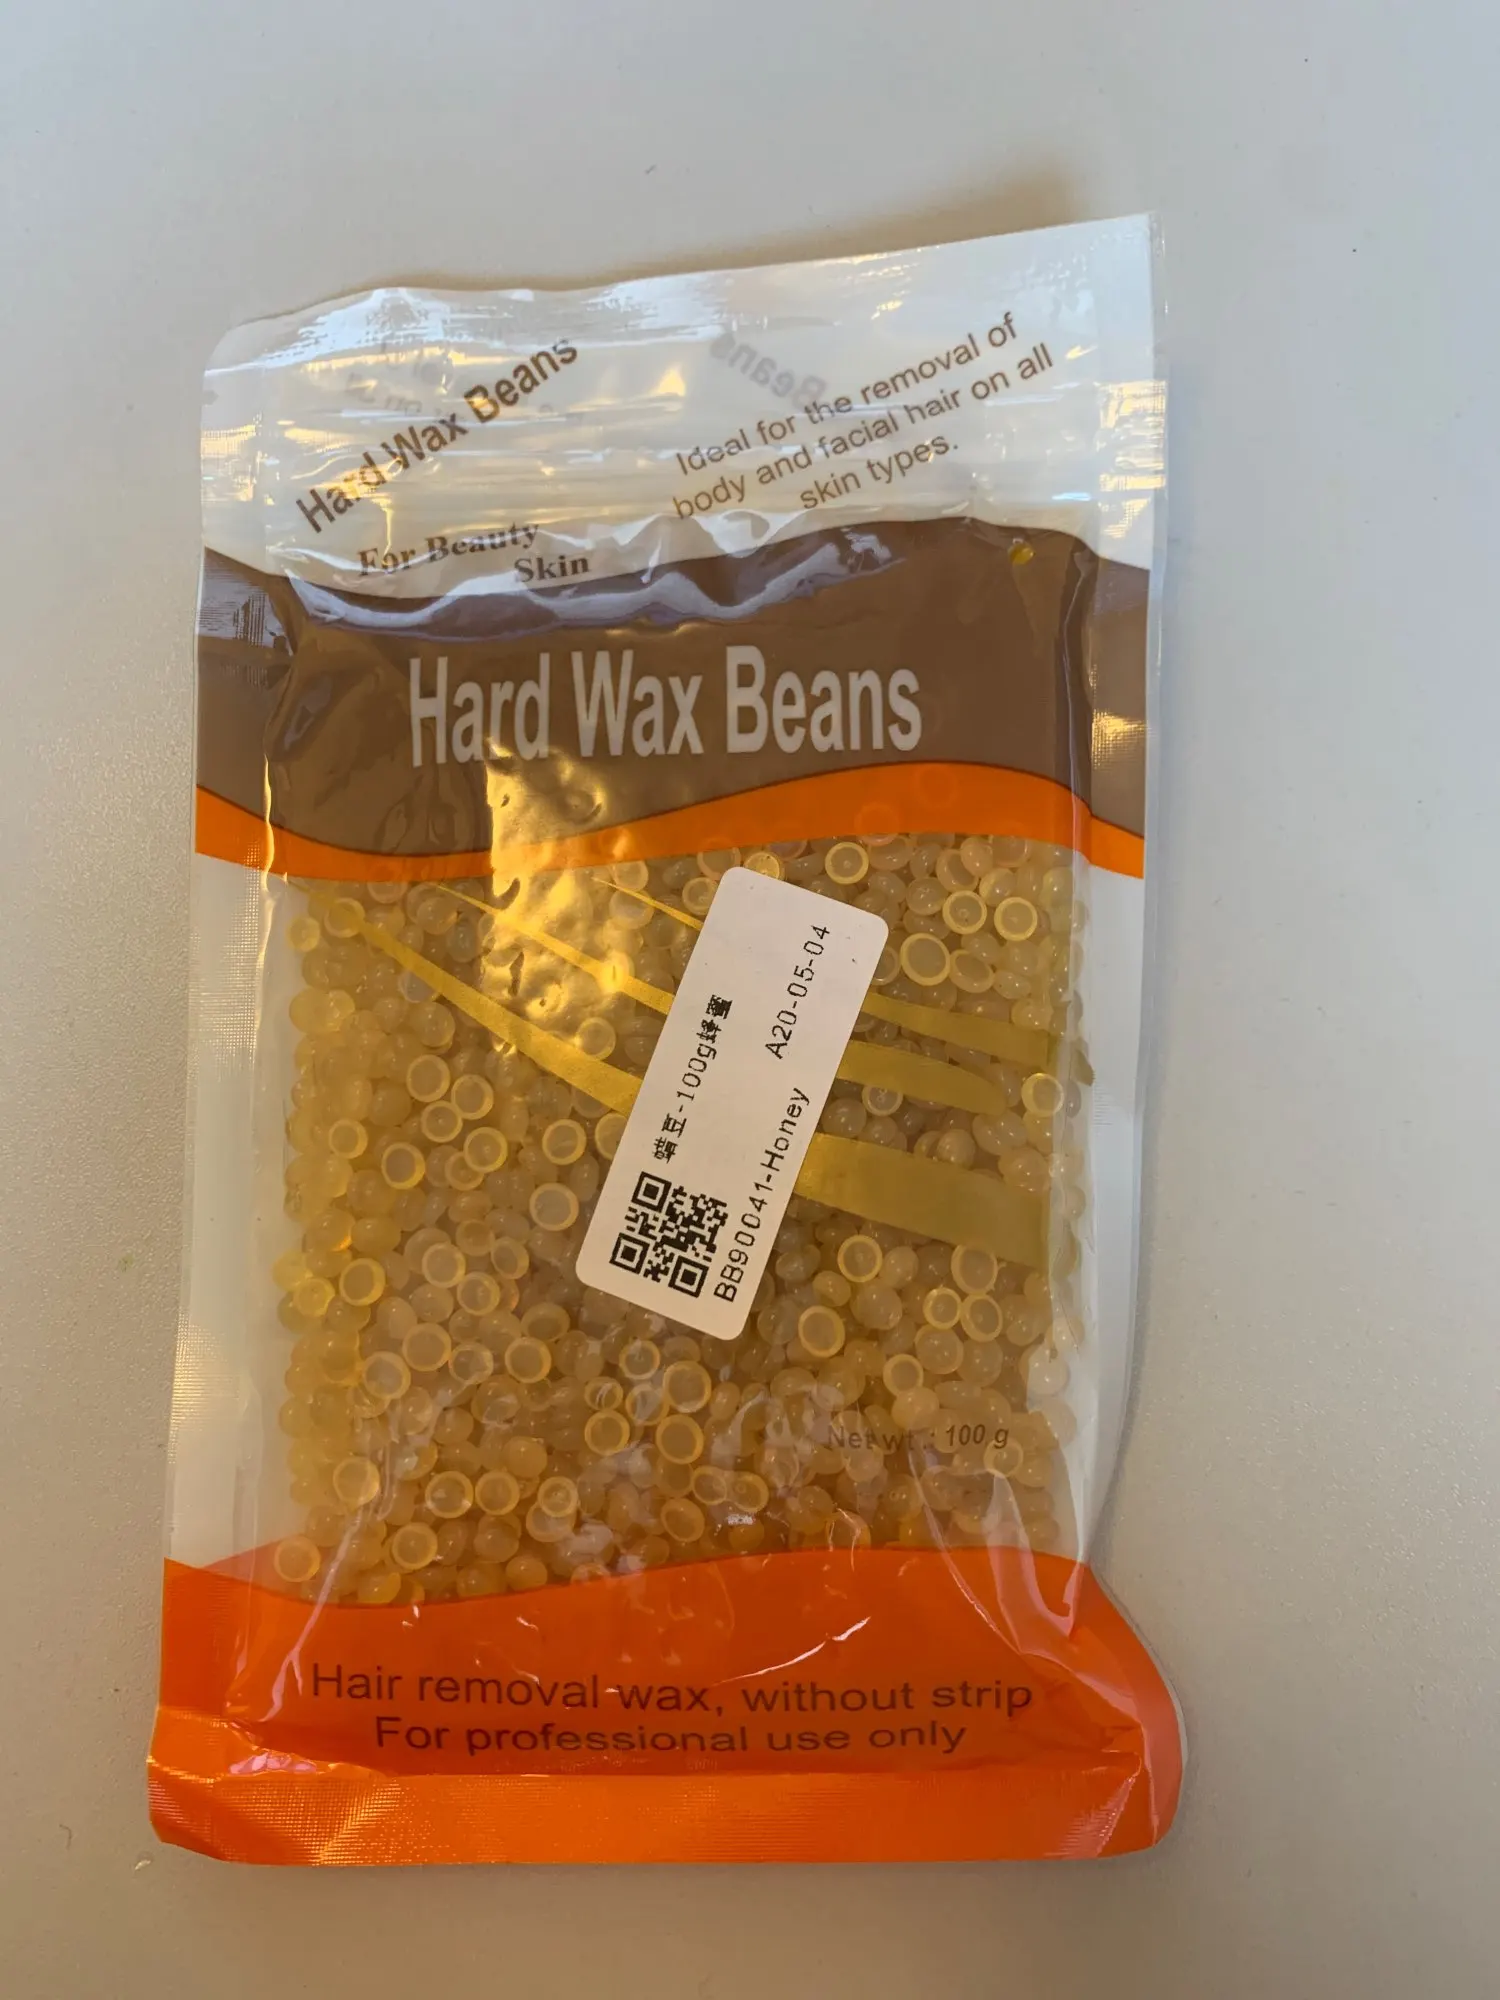 Hard Wax Beans
For Beauty
Skin
Ideal for the removal of
body and facial hair on all
skin types.
Hard Wax Beans
蜡豆-100g蜂蜜
BB90041-Honey A20-05-04
Net wt.: 100 g
Hair removal wax, without strip
For professional use only